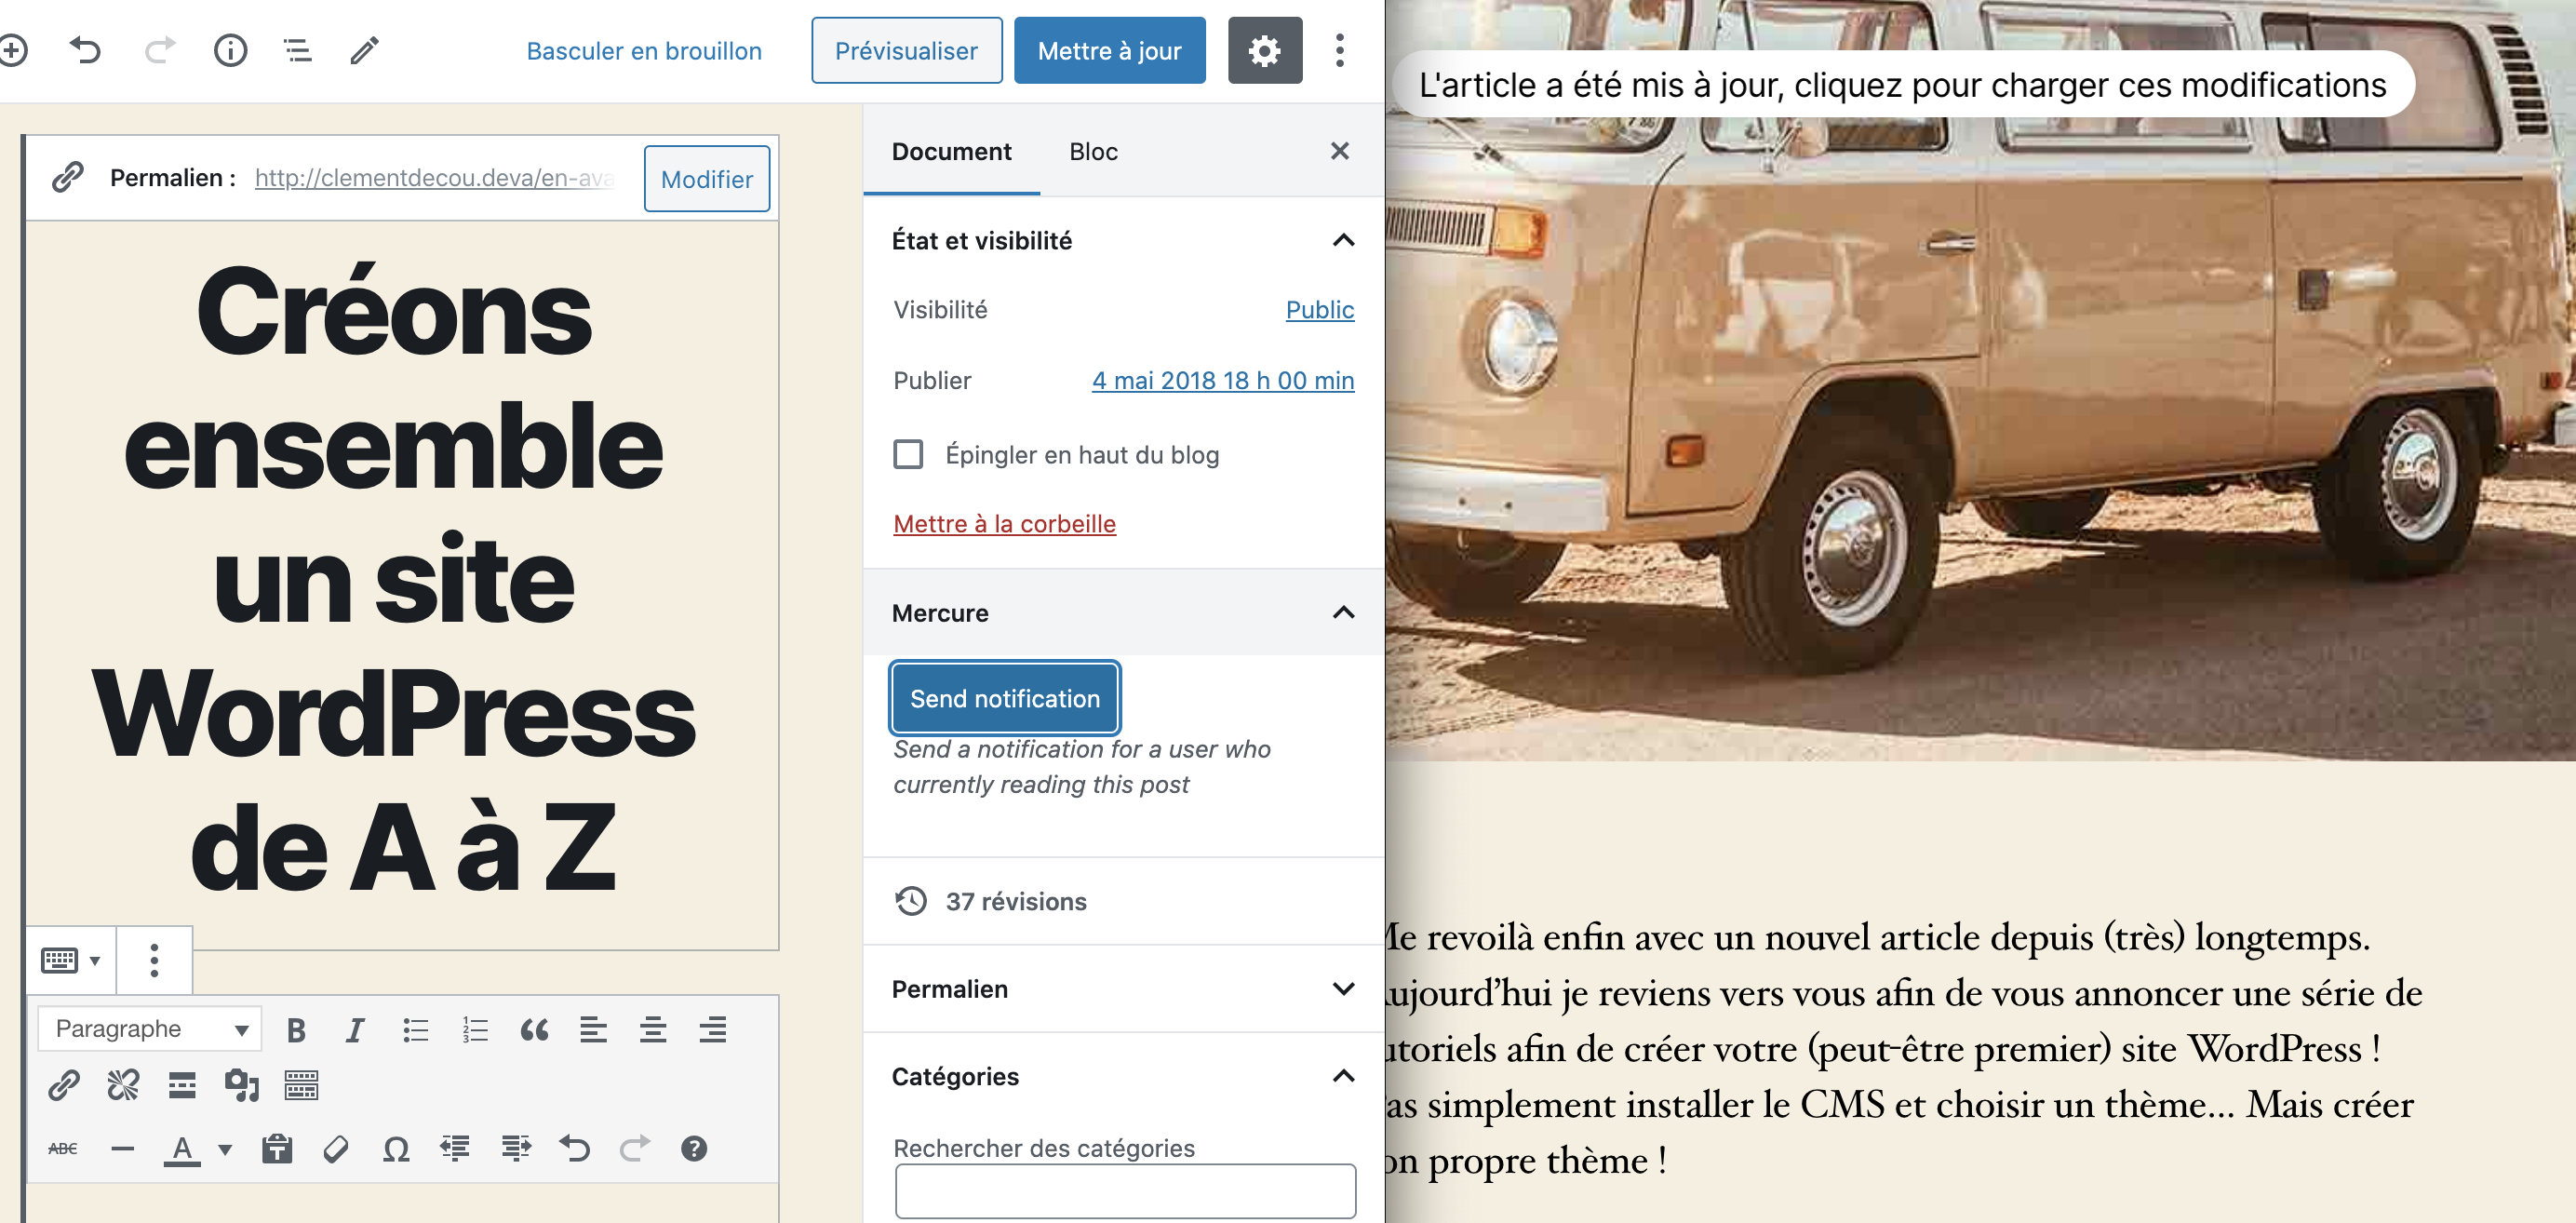 Basculer en brouillon
Prévisualiser
Mettre à jour
Permalien :
http://clementdecou.deva/en-ava
Modifier
Créons
ensemble
un site
WordPress
de A à Z
Paragraphe
B I
ABC
A
Ω
?
Document
Bloc
État et visibilité
Visibilité
Public
Publier
4 mai 2018 18 h 00 min
Épingler en haut du blog
Mettre à la corbeille
Mercure
Send notification
Send a notification for a user who
currently reading this post
37 révisions
Permalien
Catégories
Rechercher des catégories
L'article a été mis à jour, cliquez pour charger ces modifications
Me revoilà enfin avec un nouvel article depuis (très) longtemps.
Aujourd’hui je reviens vers vous afin de vous annoncer une série de
tutoriels afin de créer votre (peut-être premier) site WordPress !
Pas simplement installer le CMS et choisir un thème… Mais créer
on propre thème !